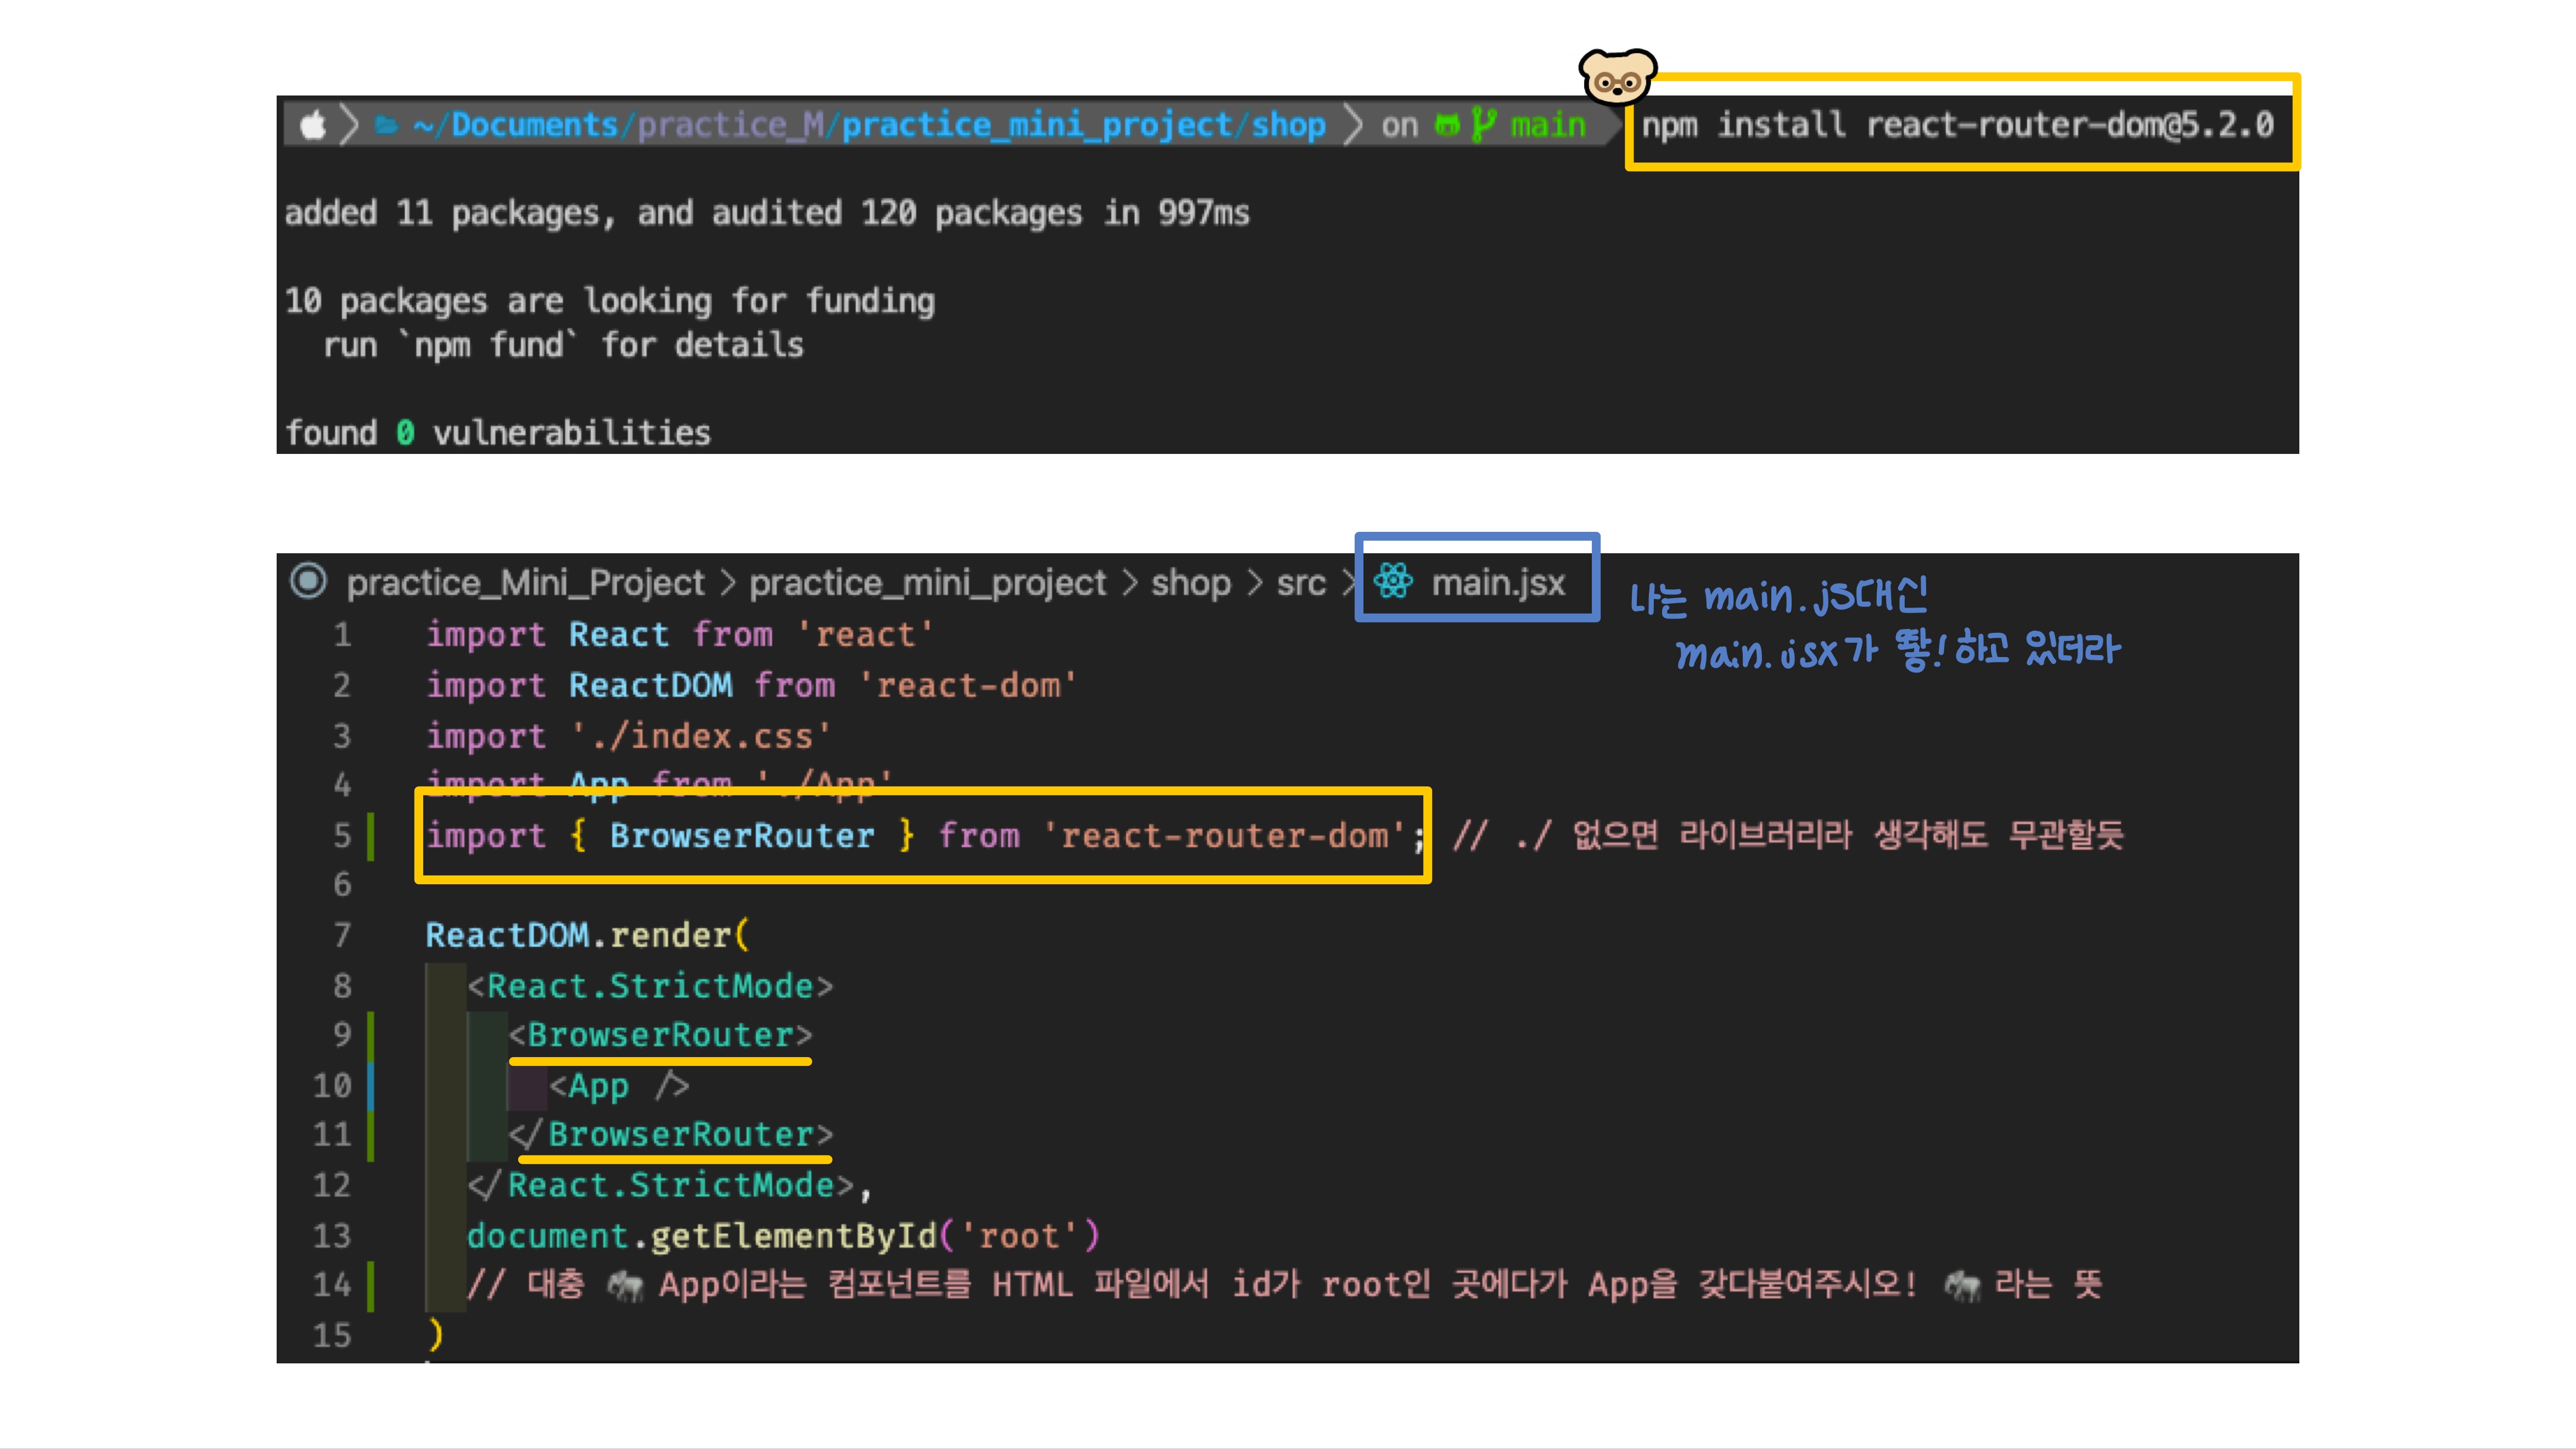 ~/Documents/practice_M/practice_mini_project/shop on main npm install react-router-dom@5.2.0
added 11 packages, and audited 120 packages in 997ms
10 packages are looking for funding
run `npm fund` for details
found 0 vulnerabilities
practice_Mini_Project > practice_mini_project > shop > src > main.jsx
나는 main.js대신
main.jsx가 뙇! 하고 있더라
1 import React from 'react'
2 import ReactDOM from 'react-dom'
3 import './index.css'
4 import App from './App'
5 import { BrowserRouter } from 'react-router-dom'; // ./ 없으면 라이브러리라 생각해도 무관할듯
6
7 ReactDOM.render(
8 <React.StrictMode>
9 <BrowserRouter>
10 <App />
11 </BrowserRouter>
12 </React.StrictMode>,
13 document.getElementById('root')
14 // 대충 🐘 App이라는 컴포넌트를 HTML 파일에서 id가 root인 곳에다가 App을 갖다붙여주시오! 🐘 라는 뜻
15 )